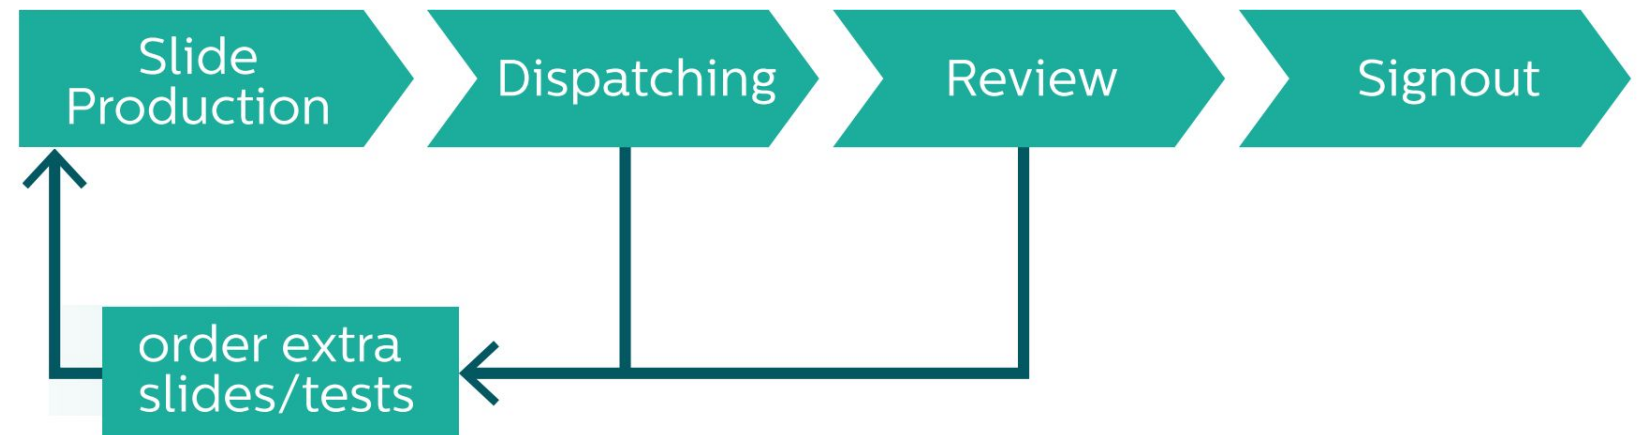 Slide
Production
Dispatching
Review
Signout
order extra
slides/tests